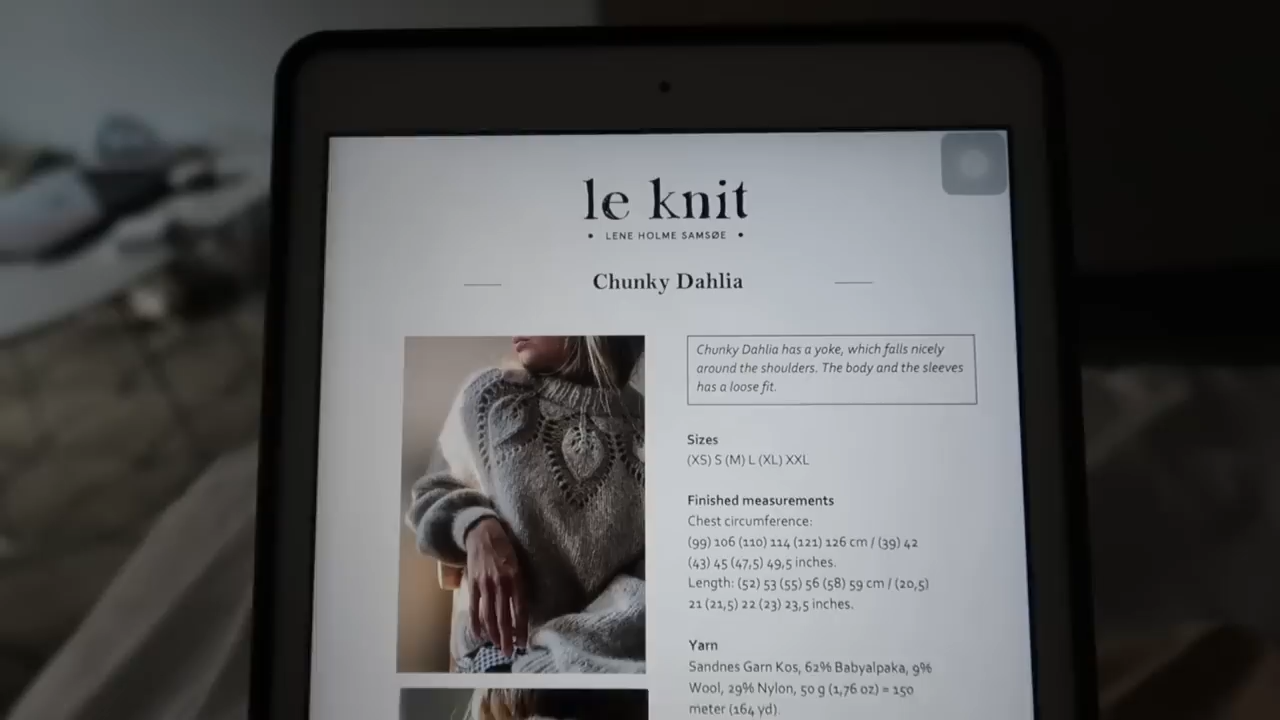 le knit
• LENE HOLME SAMSØE •
Chunky Dahlia
Chunky Dahlia has a yoke, which falls nicely
around the shoulders. The body and the sleeves
has a loose fit.
Sizes
(XS) S (M) L (XL) XXL
Finished measurements
Chest circumference:
(99) 106 (110) 114 (121) 126 cm / (39) 42
(43) 45 (47,5) 49,5 inches.
Length: (52) 53 (55) 56 (58) 59 cm / (20,5)
21 (21,5) 22 (23) 23,5 inches.
Yarn
Sandnes Garn Kos, 62% Babyalpaka, 9%
Wool, 29% Nylon, 50 g (1,76 oz) = 150
meter (164 yd).